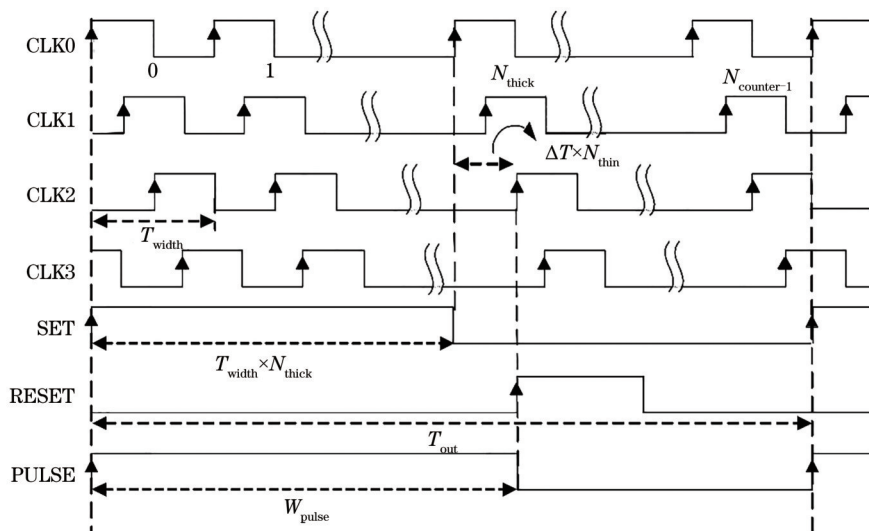 CLK0
0
1
N_thick
N_counter−1
CLK1
ΔT×N_thin
CLK2
T_width
CLK3
SET
T_width×N_thick
RESET
T_out
PULSE
W_pulse